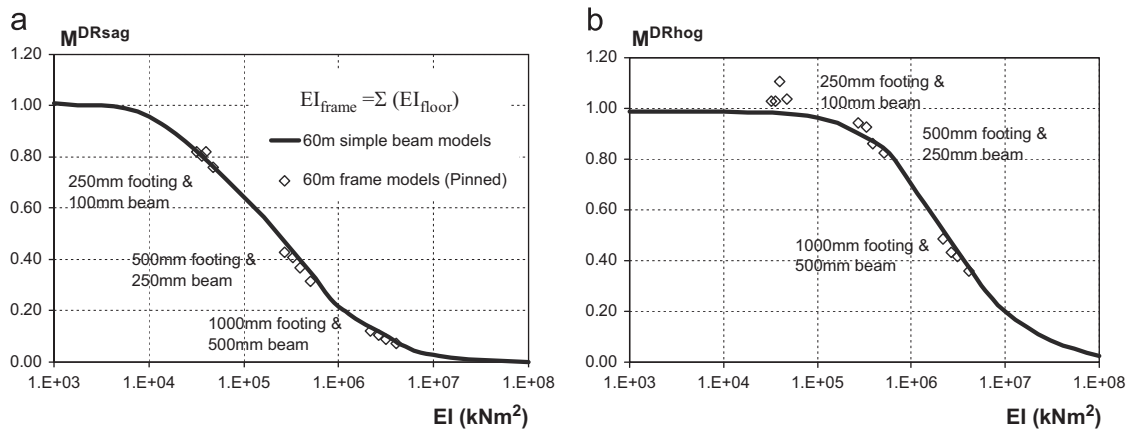 a
M^DRsag
1.20
1.00
0.80
0.60
0.40
0.20
0.00
EI_frame =Σ (EI_floor)
60m simple beam models
60m frame models (Pinned)
250mm footing &
100mm beam
500mm footing &
250mm beam
1000mm footing &
500mm beam
1.E+03
1.E+04
1.E+05
1.E+06
1.E+07
1.E+08
EI (kNm²)
b
M^DRhog
1.20
1.00
0.80
0.60
0.40
0.20
0.00
250mm footing &
100mm beam
500mm footing &
250mm beam
1000mm footing &
500mm beam
1.E+03
1.E+04
1.E+05
1.E+06
1.E+07
1.E+08
EI (kNm²)